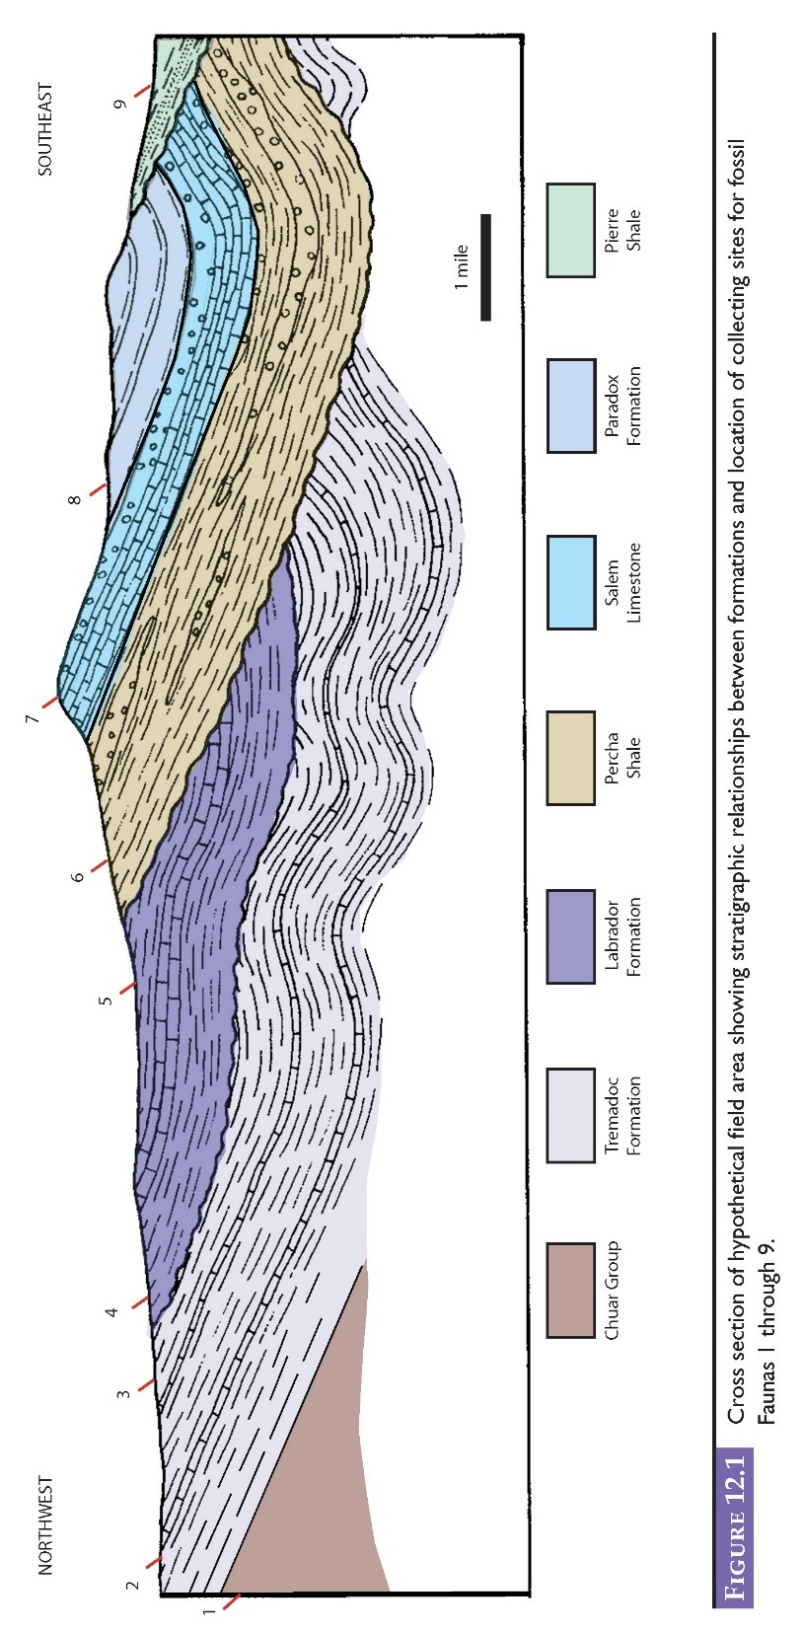 NORTHWEST
SOUTHEAST
1
2
3
4
5
6
7
8
9
1 mile
Chuar Group
Tremadoc
Formation
Labrador
Formation
Percha
Shale
Salem
Limestone
Paradox
Formation
Pierre
Shale
FIGURE 12.1
Cross section of hypothetical field area showing stratigraphic relationships between formations and location of collecting sites for fossil
Faunas 1 through 9.